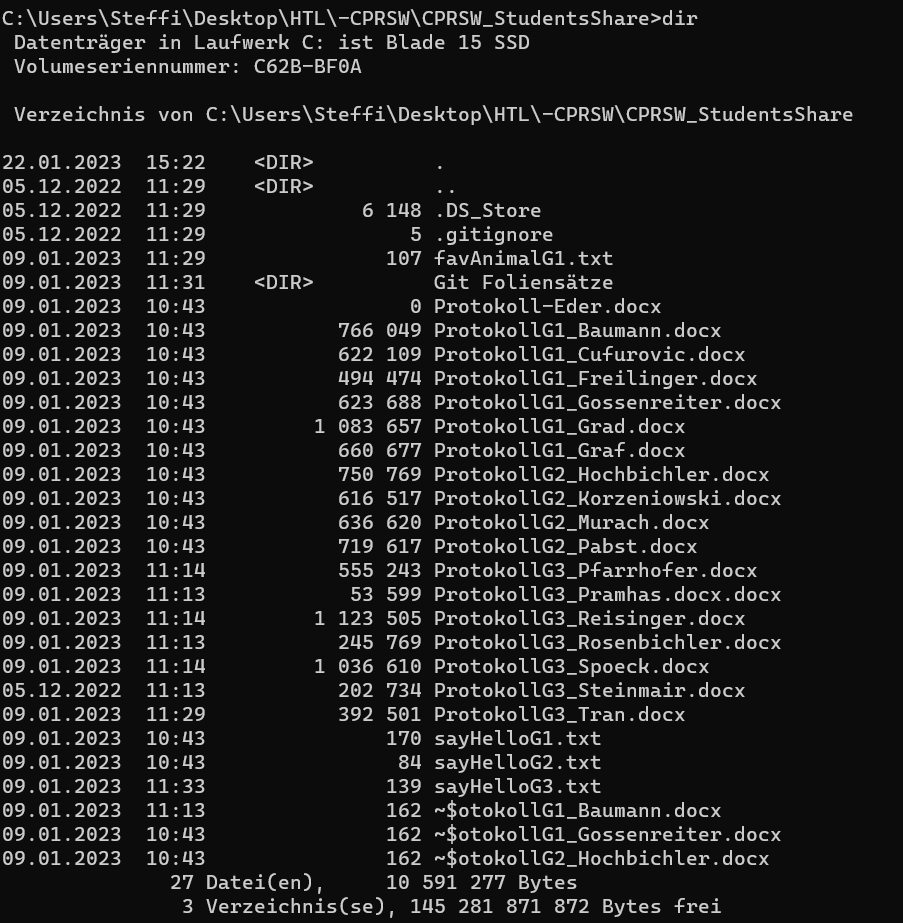 C:\Users\Steffi\Desktop\HTL\-CPRSW\CPRSW_StudentsShare>dir
 Datenträger in Laufwerk C: ist Blade 15 SSD
 Volumeseriennummer: C62B-BF0A

 Verzeichnis von C:\Users\Steffi\Desktop\HTL\-CPRSW\CPRSW_StudentsShare

22.01.2023  15:22    <DIR>          .
05.12.2022  11:29    <DIR>          ..
05.12.2022  11:29             6 148 .DS_Store
05.12.2022  11:29                 5 .gitignore
09.01.2023  11:29               107 favAnimalG1.txt
09.01.2023  11:31    <DIR>          Git Foliensätze
09.01.2023  10:43                 0 Protokoll-Eder.docx
09.01.2023  10:43           766 049 ProtokollG1_Baumann.docx
09.01.2023  10:43           622 109 ProtokollG1_Cufurovic.docx
09.01.2023  10:43           494 474 ProtokollG1_Freilinger.docx
09.01.2023  10:43           623 688 ProtokollG1_Gossenreiter.docx
09.01.2023  10:43         1 083 657 ProtokollG1_Grad.docx
09.01.2023  10:43           660 677 ProtokollG1_Graf.docx
09.01.2023  10:43           750 769 ProtokollG2_Hochbichler.docx
09.01.2023  10:43           616 517 ProtokollG2_Korzeniowski.docx
09.01.2023  10:43           636 620 ProtokollG2_Murach.docx
09.01.2023  10:43           719 617 ProtokollG2_Pabst.docx
09.01.2023  11:14           555 243 ProtokollG3_Pfarrhofer.docx
09.01.2023  11:13            53 599 ProtokollG3_Pramhas.docx.docx
09.01.2023  11:14         1 123 505 ProtokollG3_Reisinger.docx
09.01.2023  11:13           245 769 ProtokollG3_Rosenbichler.docx
09.01.2023  11:14         1 036 610 ProtokollG3_Spoeck.docx
05.12.2022  11:13           202 734 ProtokollG3_Steinmair.docx
09.01.2023  11:29           392 501 ProtokollG3_Tran.docx
09.01.2023  10:43               170 sayHelloG1.txt
09.01.2023  10:43                84 sayHelloG2.txt
09.01.2023  11:33               139 sayHelloG3.txt
09.01.2023  11:13               162 ~$otokollG1_Baumann.docx
09.01.2023  10:43               162 ~$otokollG1_Gossenreiter.docx
09.01.2023  10:43               162 ~$otokollG2_Hochbichler.docx
              27 Datei(en),     10 591 277 Bytes
               3 Verzeichnis(se), 145 281 871 872 Bytes frei